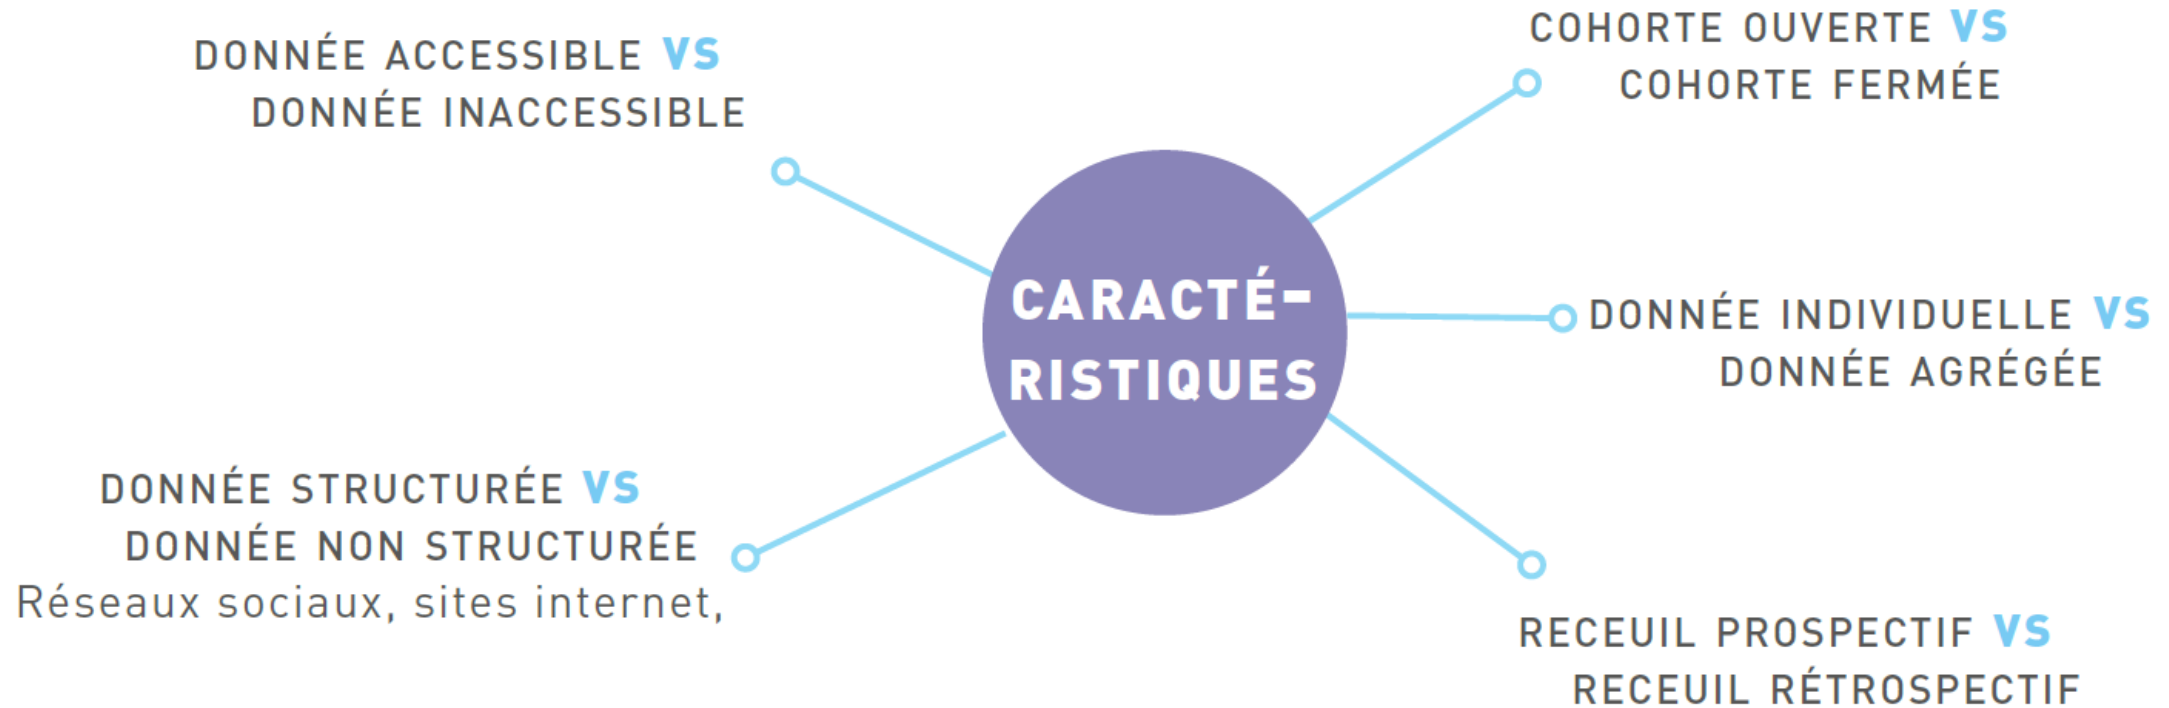 DONNÉE ACCESSIBLE VS
DONNÉE INACCESSIBLE
COHORTE OUVERTE VS
COHORTE FERMÉE
CARACTÉ-
RISTIQUES
DONNÉE INDIVIDUELLE VS
DONNÉE AGRÉGÉE
DONNÉE STRUCTURÉE VS
DONNÉE NON STRUCTURÉE
Réseaux sociaux, sites internet,
RECEUIL PROSPECTIF VS
RECEUIL RÉTROSPECTIF